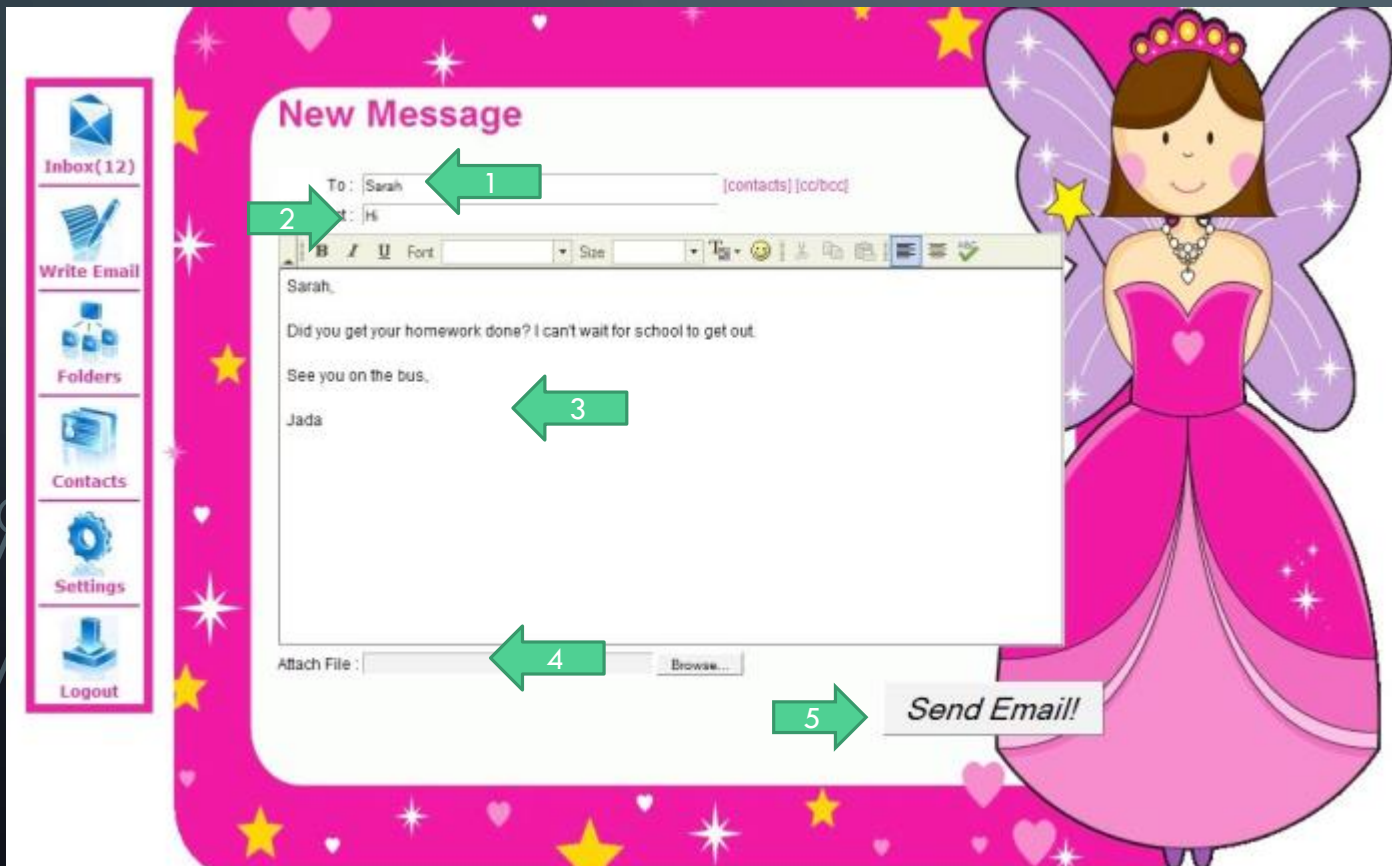 New Message
Inbox(12)
To : Sarah 1 [contacts] [cc/bcc]
2 t : Hi
B I U Font Size
ABC
Write Email
Sarah,
Did you get your homework done? I can't wait for school to get out.
See you on the bus,
Jada
3
Folders
Contacts
Settings
Logout
Attach File : 4 Browse...
5 Send Email!